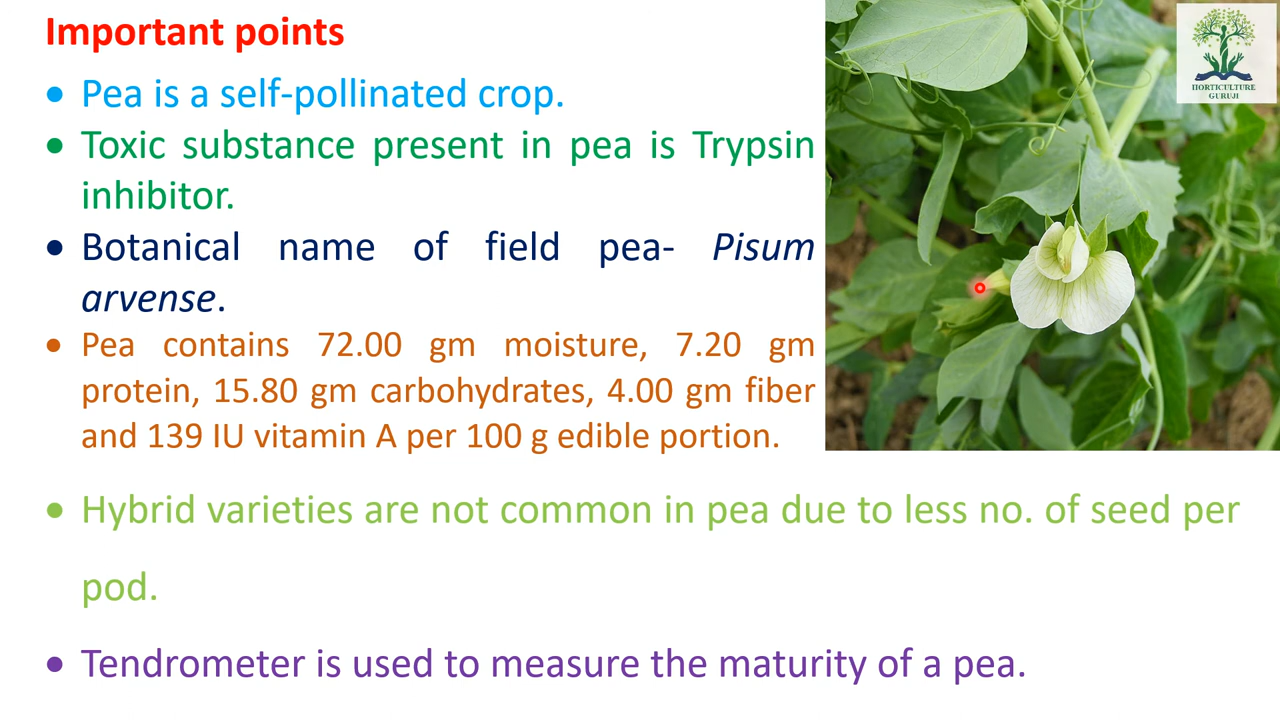 Important points
• Pea is a self-pollinated crop.
• Toxic substance present in pea is Trypsin
inhibitor.
• Botanical name of field pea- Pisum
arvense.
• Pea contains 72.00 gm moisture, 7.20 gm
protein, 15.80 gm carbohydrates, 4.00 gm fiber
and 139 IU vitamin A per 100 g edible portion.
• Hybrid varieties are not common in pea due to less no. of seed per
pod.
• Tendrometer is used to measure the maturity of a pea.
HORTICULTURE
GURUJI